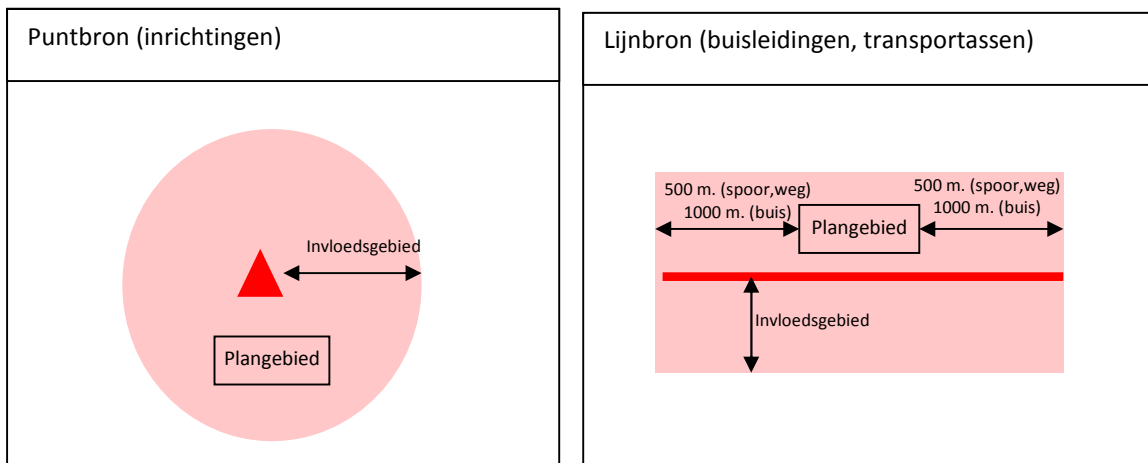 Puntbron (inrichtingen)
Invloedsgebied
Plangebied
Lijnbron (buisleidingen, transportassen)
500 m. (spoor,weg)
1000 m. (buis)
Plangebied
500 m. (spoor,weg)
1000 m. (buis)
Invloedsgebied